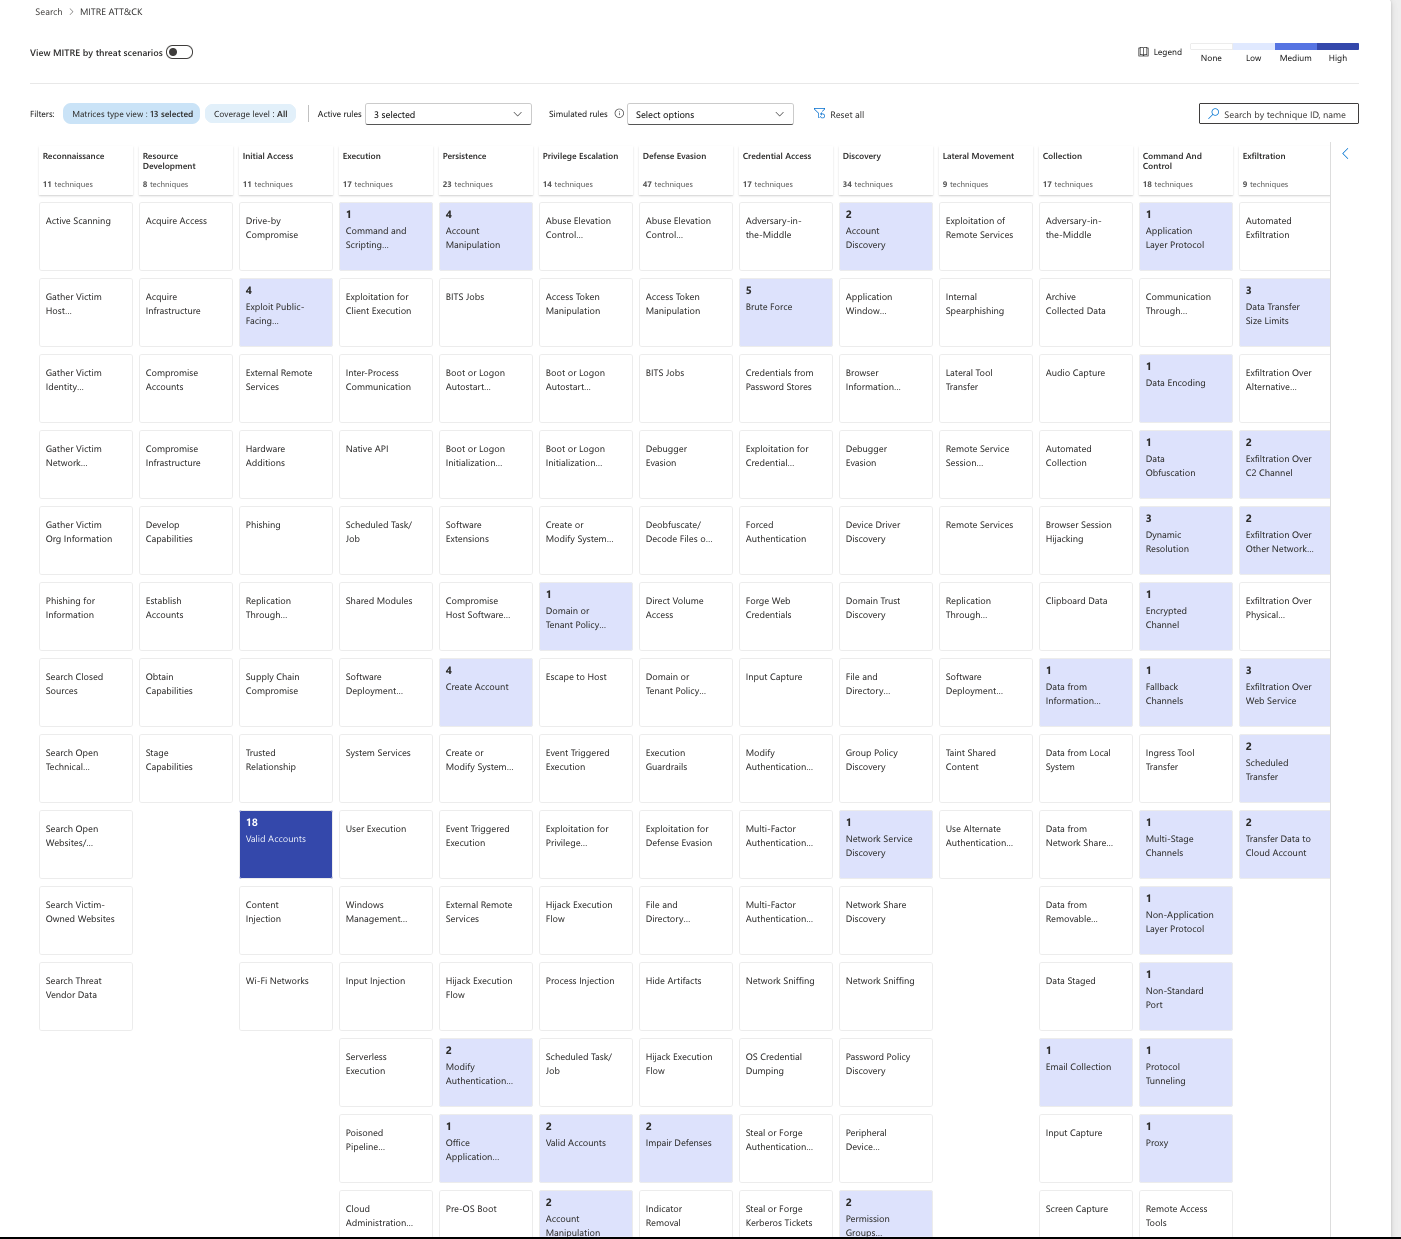 Search > MITRE ATT&CK
View MITRE by threat scenarios
Legend
None Low Medium High
Filters: Matrices type view : 13 selected Coverage level : All Active rules 3 selected Simulated rules Select options Reset all Search by technique ID, name
Reconnaissance
11 techniques
Active Scanning
Gather Victim
Host...
Gather Victim
Identity...
Gather Victim
Network...
Gather Victim
Org Information
Phishing for
Information
Search Closed
Sources
Search Open
Technical...
Search Open
Websites/...
Search Victim-
Owned Websites
Search Threat
Vendor Data
Resource
Development
8 techniques
Acquire Access
Acquire
Infrastructure
Compromise
Accounts
Compromise
Infrastructure
Develop
Capabilities
Establish
Accounts
Obtain
Capabilities
Stage
Capabilities
Initial Access
11 techniques
Drive-by
Compromise
4
Exploit Public-
Facing...
External Remote
Services
Hardware
Additions
Phishing
Replication
Through...
Supply Chain
Compromise
Trusted
Relationship
18
Valid Accounts
Content
Injection
Wi-Fi Networks
Execution
17 techniques
1
Command and
Scripting...
Exploitation for
Client Execution
Inter-Process
Communication
Native API
Scheduled Task/
Job
Shared Modules
Software
Deployment...
System Services
User Execution
Windows
Management...
Input Injection
Serverless
Execution
Poisoned
Pipeline...
Cloud
Administration...
Persistence
23 techniques
4
Account
Manipulation
BITS Jobs
Boot or Logon
Autostart...
Boot or Logon
Initialization...
Software
Extensions
Compromise
Host Software...
4
Create Account
Create or
Modify System...
Event Triggered
Execution
External Remote
Services
Hijack Execution
Flow
2
Modify
Authentication...
1
Office
Application...
Pre-OS Boot
Privilege Escalation
14 techniques
Abuse Elevation
Control...
Access Token
Manipulation
Boot or Logon
Autostart...
Boot or Logon
Initialization...
Create or
Modify System...
1
Domain or
Tenant Policy...
Escape to Host
Event Triggered
Execution
Exploitation for
Privilege...
Hijack Execution
Flow
Process Injection
Scheduled Task/
Job
2
Valid Accounts
2
Account
Manipulation
Defense Evasion
47 techniques
Abuse Elevation
Control...
Access Token
Manipulation
BITS Jobs
Debugger
Evasion
Deobfuscate/
Decode Files o...
Direct Volume
Access
Domain or
Tenant Policy...
Execution
Guardrails
Exploitation for
Defense Evasion
File and
Directory...
Hide Artifacts
Hijack Execution
Flow
2
Impair Defenses
Indicator
Removal
Credential Access
17 techniques
Adversary-in-
the-Middle
5
Brute Force
Credentials from
Password Stores
Exploitation for
Credential...
Forced
Authentication
Forge Web
Credentials
Input Capture
Modify
Authentication...
Multi-Factor
Authentication...
Multi-Factor
Authentication...
Network Sniffing
OS Credential
Dumping
Steal or Forge
Authentication...
Steal or Forge
Kerberos Tickets
Discovery
34 techniques
2
Account
Discovery
Application
Window...
Browser
Information...
Debugger
Evasion
Device Driver
Discovery
Domain Trust
Discovery
File and
Directory...
Group Policy
Discovery
1
Network Service
Discovery
Network Share
Discovery
Network Sniffing
Password Policy
Discovery
Peripheral
Device...
2
Permission
Groups...
Lateral Movement
9 techniques
Exploitation of
Remote Services
Internal
Spearphishing
Lateral Tool
Transfer
Remote Service
Session...
Remote Services
Replication
Through...
Software
Deployment...
Taint Shared
Content
Use Alternate
Authentication...
Collection
17 techniques
Adversary-in-
the-Middle
Archive
Collected Data
Audio Capture
Automated
Collection
Browser Session
Hijacking
Clipboard Data
1
Data from
Information...
Data from Local
System
Data from
Network Share...
Data from
Removable...
Data Staged
1
Email Collection
Input Capture
Screen Capture
Command And
Control
18 techniques
1
Application
Layer Protocol
Communication
Through...
1
Data Encoding
1
Data
Obfuscation
3
Dynamic
Resolution
1
Encrypted
Channel
1
Fallback
Channels
Ingress Tool
Transfer
1
Multi-Stage
Channels
1
Non-Application
Layer Protocol
1
Non-Standard
Port
1
Protocol
Tunneling
1
Proxy
Remote Access
Tools
Exfiltration
9 techniques
Automated
Exfiltration
3
Data Transfer
Size Limits
Exfiltration Over
Alternative...
2
Exfiltration Over
C2 Channel
2
Exfiltration Over
Other Network...
Exfiltration Over
Physical...
3
Exfiltration Over
Web Service
2
Scheduled
Transfer
2
Transfer Data to
Cloud Account